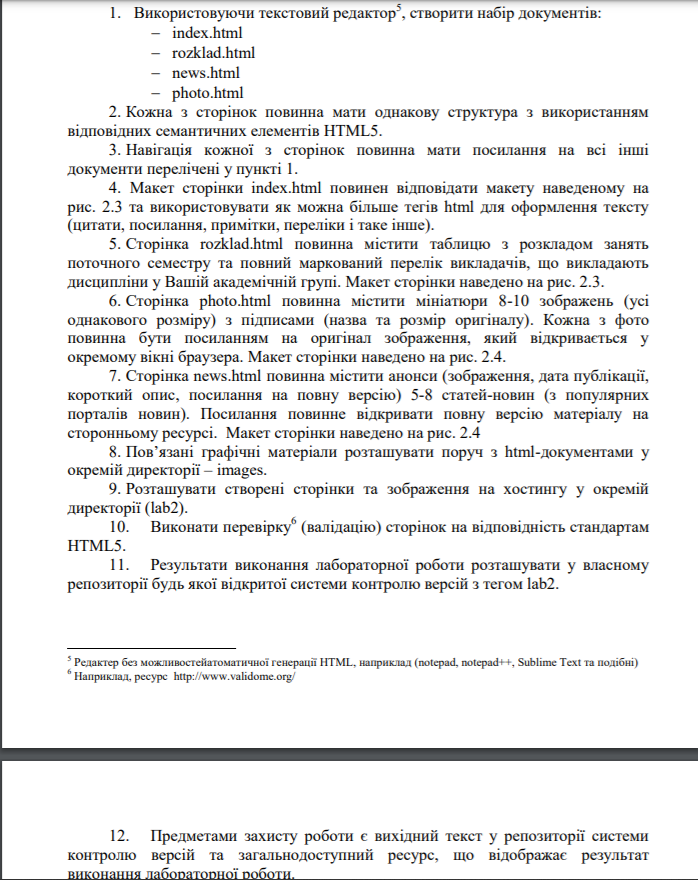 1. Використовуючи текстовий редактор⁵, створити набір документів:
– index.html
– rozklad.html
– news.html
– photo.html
2. Кожна з сторінок повинна мати однакову структура з використанням
відповідних семантичних елементів HTML5.
3. Навігація кожної з сторінок повинна мати посилання на всі інші
документи перелічені у пункті 1.
4. Макет сторінки index.html повинен відповідати макету наведеному на
рис. 2.3 та використовувати як можна більше тегів html для оформлення тексту
(цитати, посилання, примітки, переліки і таке інше).
5. Сторінка rozklad.html повинна містити таблицю з розкладом занять
поточного семестру та повний маркований перелік викладачів, що викладають
дисципліни у Вашій академічній групі. Макет сторінки наведено на рис. 2.3.
6. Сторінка photo.html повинна містити мініатюри 8-10 зображень (усі
однакового розміру) з підписами (назва та розмір оригіналу). Кожна з фото
повинна бути посиланням на оригінал зображення, який відкривається у
окремому вікні браузера. Макет сторінки наведено на рис. 2.4.
7. Сторінка news.html повинна містити анонси (зображення, дата публікації,
короткий опис, посилання на повну версію) 5-8 статей-новин (з популярних
порталів новин). Посилання повинне відкривати повну версію матеріалу на
сторонньому ресурсі. Макет сторінки наведено на рис. 2.4
8. Пов’язані графічні матеріали розташувати поруч з html-документами у
окремій директорії – images.
9. Розташувати створені сторінки та зображення на хостингу у окремій
директорії (lab2).
10. Виконати перевірку⁶ (валідацію) сторінок на відповідність стандартам
HTML5.
11. Результати виконання лабораторної роботи розташувати у власному
репозиторії будь якої відкритої системи контролю версій з тегом lab2.
⁵ Редактер без можливостейатоматичної генерації HTML, наприклад (notepad, notepad++, Sublime Text та подібні)
⁶ Наприклад, ресурс http://www.validome.org/
12. Предметами захисту роботи є вихідний текст у репозиторії системи
контролю версій та загальнодоступний ресурс, що відображає результат
виконання лабораторної роботи.